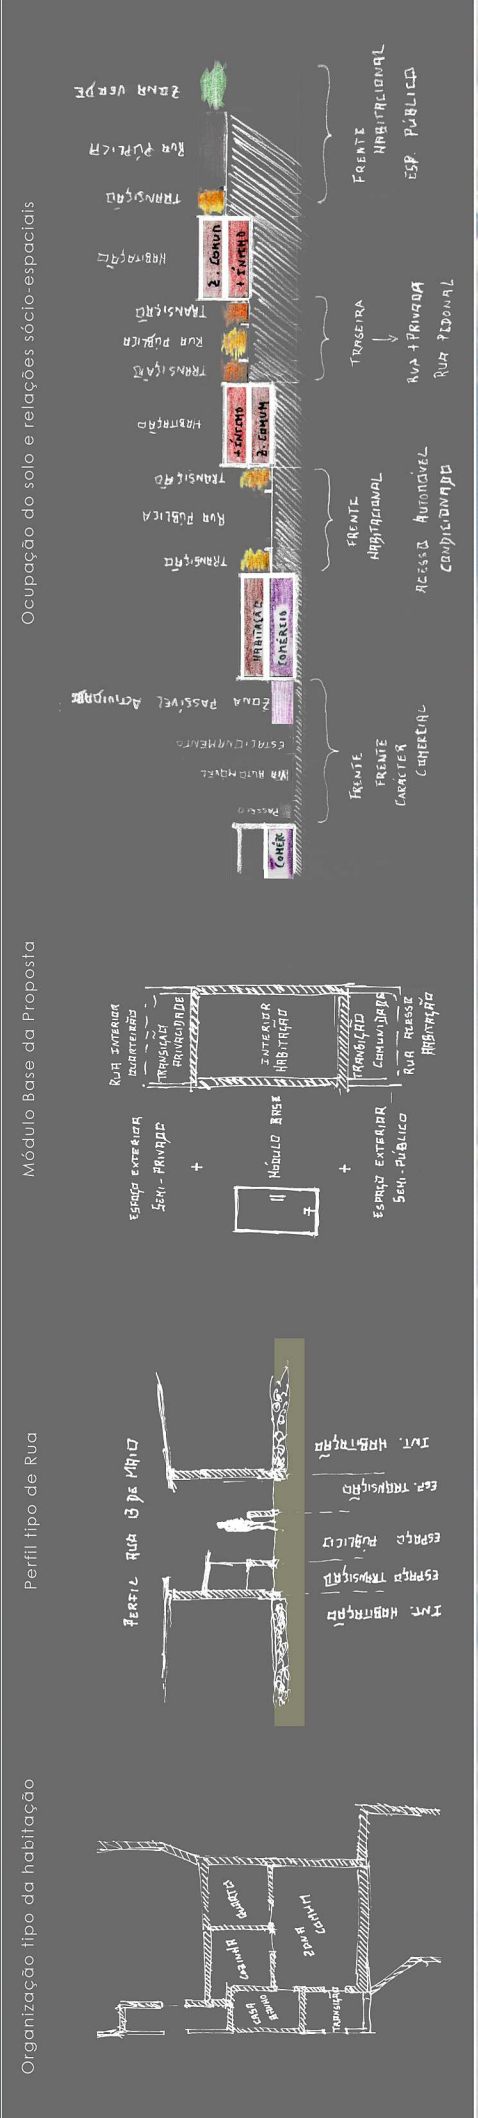 Organização tipo da habitação
QUARTO
COZINHA
ZONA
COMUM
CASA
BANHO
TRANSIÇÃO
Perfil tipo de Rua
PERFIL RUA 13 DE MAIO
INT. HABITAÇÃO
ESPAÇO TRANSIÇÃO
ESPAÇO
PÚBLICO
ESP. TRANSIÇÃO
INT. HABITAÇÃO
Módulo Base da Proposta
ESPAÇO EXTERIOR
SEMI-PRIVADO
+
MÓDULO BASE
+
ESPAÇO EXTERIOR
SEMI-PÚBLICO
RUA INTERIOR
QUARTEIRÃO
TRANSIÇÃO
PRIVACIDADE
INTERIOR
HABITAÇÃO
TRANSIÇÃO
COMUNIDADE
RUA ACESSO
HABITAÇÃO
Ocupação do solo e relações sócio-espaciais
COMÉRC
PASSEIO
VIA AUTOMÓVEL
ESTACIONAMENTO
ZONA PASSÍVEL
HABITAÇÃO
COMÉRCIO
TRANSIÇÃO
RUA PÚBLICA
TRANSIÇÃO
HABITAÇÃO
+ ÍNTIMO
Z. COMUM
TRANSIÇÃO
RUA PÚBLICA
TRANSIÇÃO
HABITAÇÃO
Z. COMUM
+ ÍNTIMO
TRANSIÇÃO
RUA PÚPLICA
ZONA VERDE
FRENTE
FRENTE
CARÁCTER
COMERCIAL
FRENTE
HABITACIONAL
ACESSO AUTOMÓVEL
CONDICIONADO
TRASEIRA
RUA + PRIVADA
RUA PEDONAL
FRENTE
HABITACIONAL
ESP. PÚBLICO